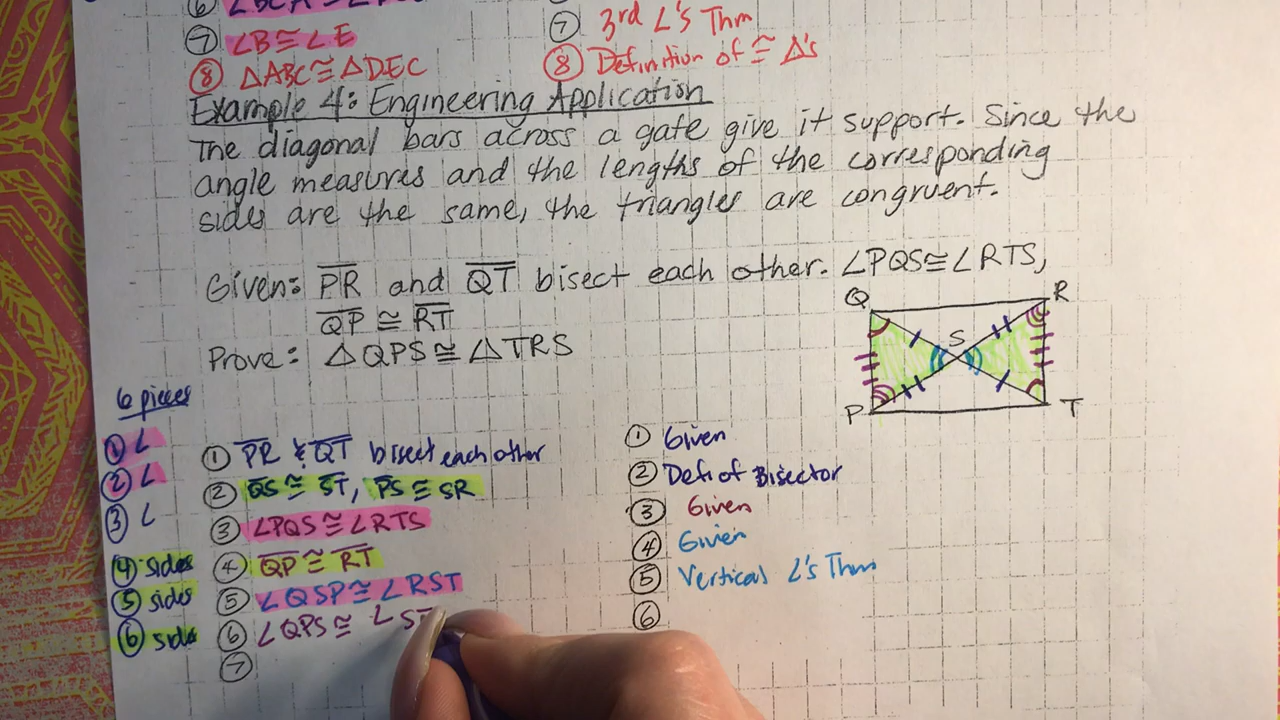 ⑥ ∠BCA ≅ ∠
⑦ ∠B ≅ ∠E
⑦ 3rd ∠'s Thm
⑧ △ABC ≅ △DEC
⑧ Definition of ≅ △'s
Example 4: Engineering Application
The diagonal bars across a gate give it support. Since the
angle measures and the lengths of the corresponding
sides are the same, the triangles are congruent.
Given: PR and QT bisect each other. ∠PQS ≅ ∠RTS,
QP ≅ RT
Prove: △QPS ≅ △TRS
Q
R
S
P
T
6 pieces
① ∠
② ∠
③ ∠
④ sides
⑤ sides
⑥ side
① PR & QT bisect each other
② QS ≅ ST, PS ≅ SR
③ ∠PQS ≅ ∠RTS
④ QP ≅ RT
⑤ ∠QSP ≅ ∠RST
⑥ ∠QPS ≅ ∠ST
⑦
① Given
② Def. of Bisector
③ Given
④ Given
⑤ Vertical ∠'s Thm
⑥